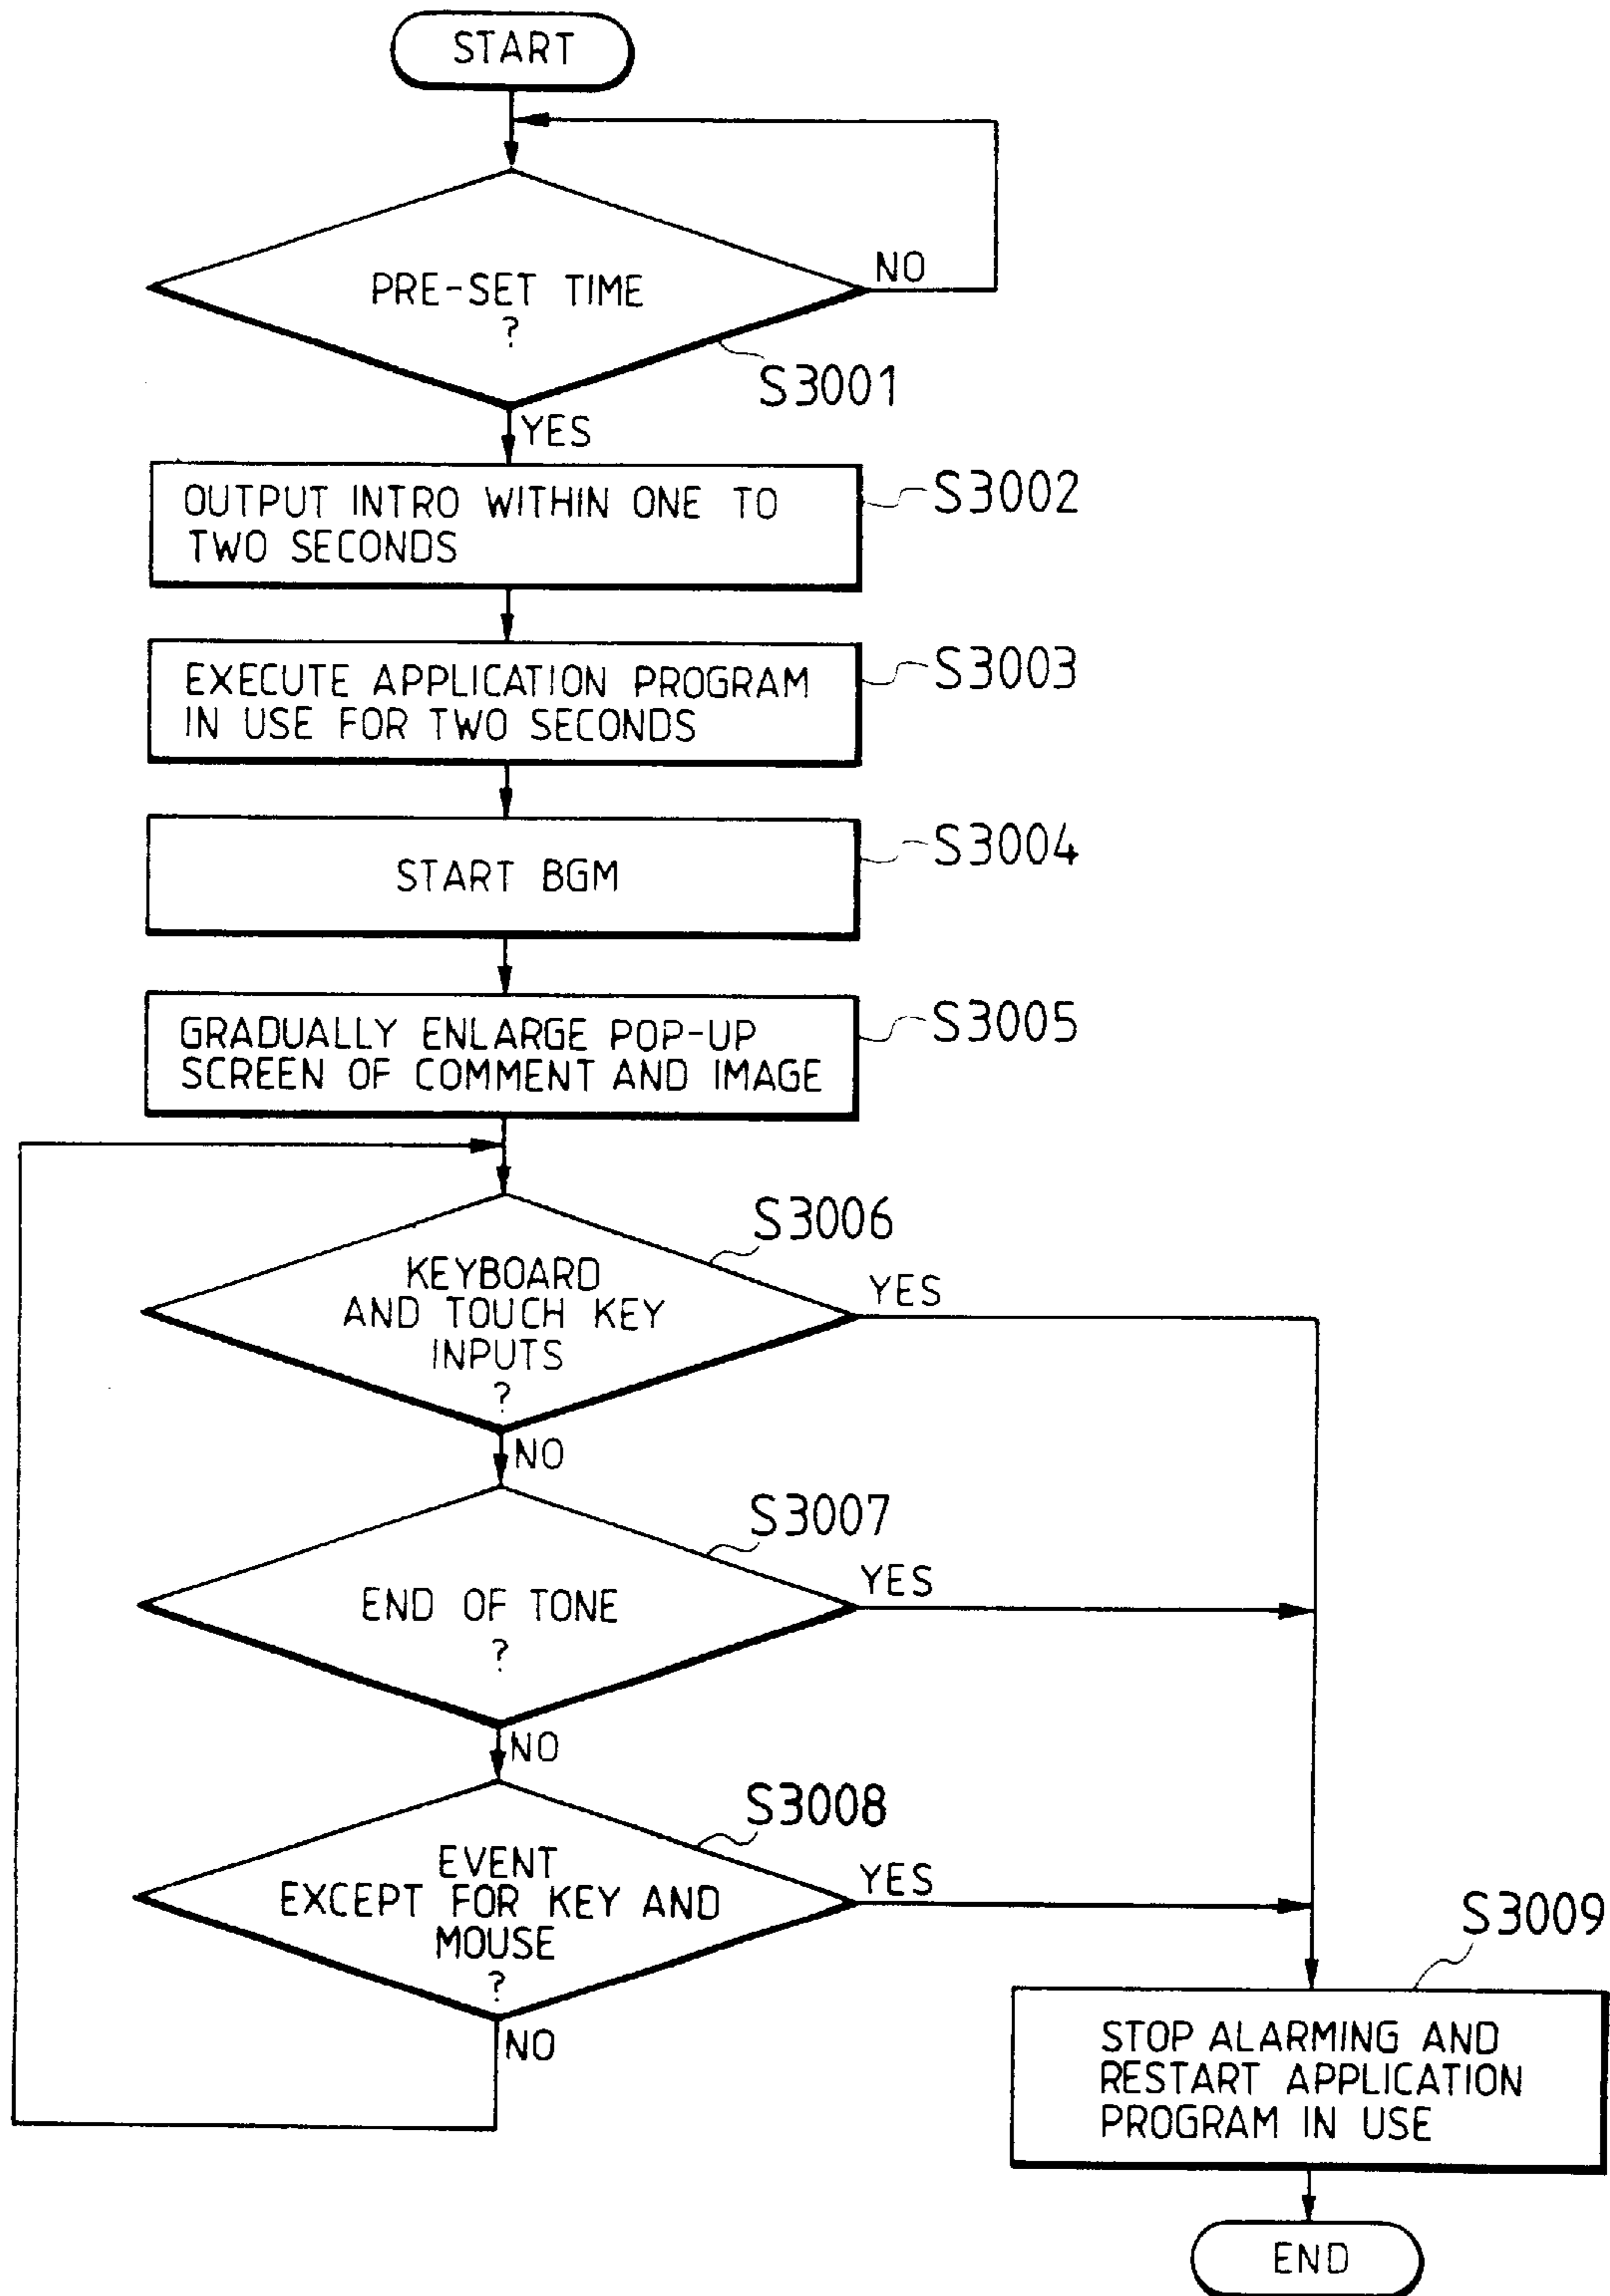 START
NO
PRE-SET TIME
?
S3001
YES
OUTPUT INTRO WITHIN ONE TO
TWO SECONDS
S3002
EXECUTE APPLICATION PROGRAM
IN USE FOR TWO SECONDS
S3003
START BGM
S3004
GRADUALLY ENLARGE POP-UP
SCREEN OF COMMENT AND IMAGE
S3005
S3006
KEYBOARD
AND TOUCH KEY
INPUTS
?
YES
NO
S3007
END OF TONE
?
YES
NO
S3008
EVENT
EXCEPT FOR KEY AND
MOUSE
?
YES
NO
S3009
STOP ALARMING AND
RESTART APPLICATION
PROGRAM IN USE
END